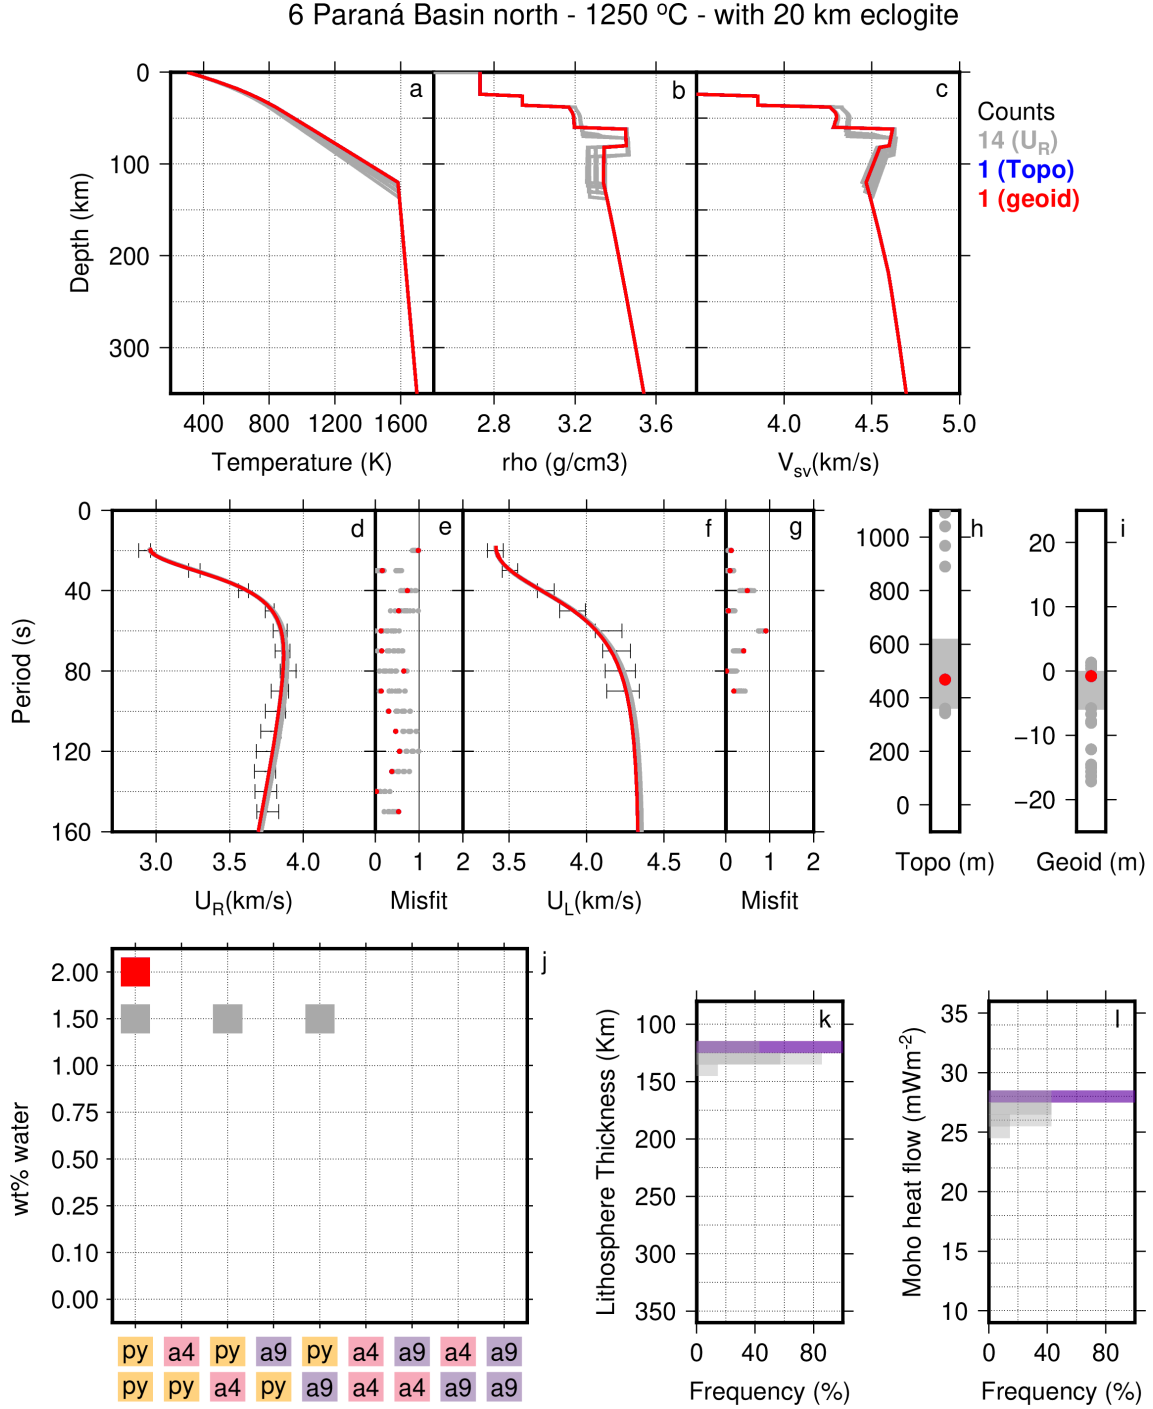 6 Paraná Basin north - 1250 ºC - with 20 km eclogite
a b c
0
100
200
300
Depth (km)
400 800 1200 1600 2.8 3.2 3.6 4.0 4.5 5.0
Temperature (K) rho (g/cm3) Vsv(km/s)
Counts
14 (UR)
1 (Topo)
1 (geoid)
d e f g h i
0
40
80
120
160
Period (s)
3.0 3.5 4.0 0 1 2 3.5 4.0 4.5 0 1 2
UR(km/s) Misfit UL(km/s) Misfit
1000
800
600
400
200
0
Topo (m)
20
10
0
−10
−20
Geoid (m)
j
2.00
1.50
1.00
0.75
0.50
0.25
0.10
0.00
wt% water
py a4 py a9 py a4 a9 a4 a9
py py a4 py a9 a4 a4 a9 a9
k
100
150
200
250
300
350
Lithosphere Thickness (Km)
0 40 80
Frequency (%)
l
35
30
25
20
15
10
Moho heat flow (mWm-2)
0 40 80
Frequency (%)